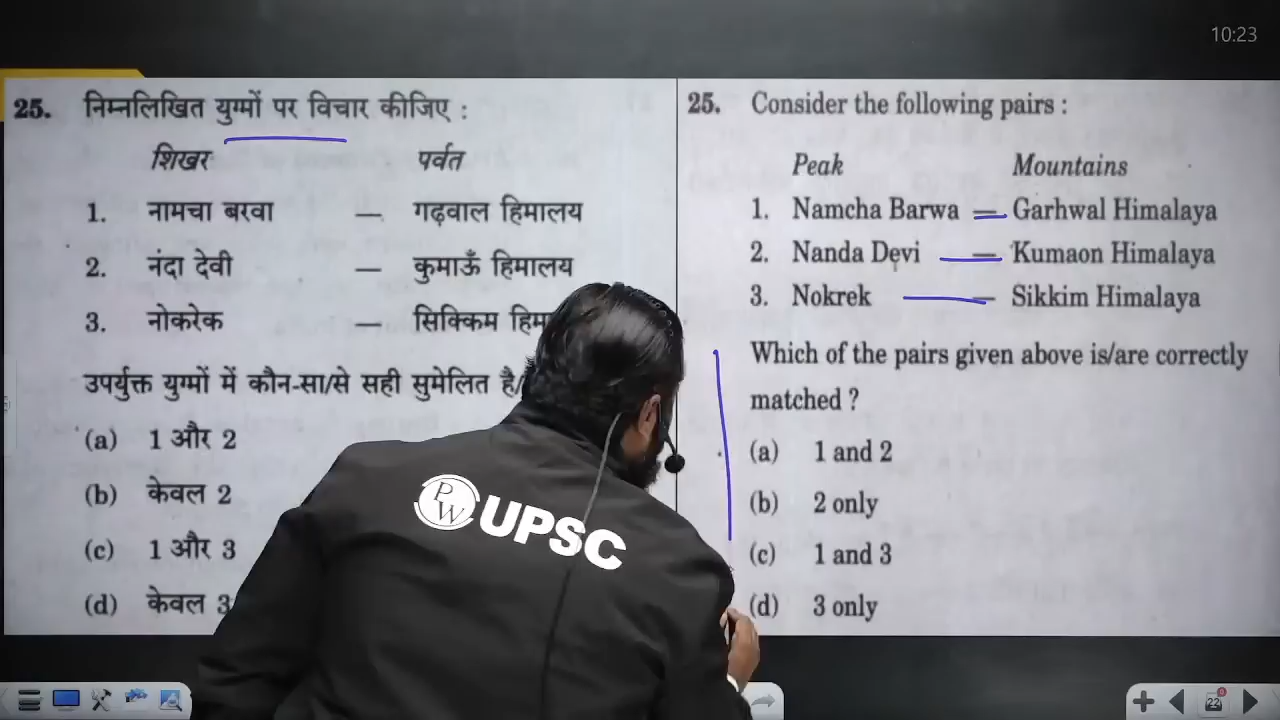 10:23
25. निम्नलिखित युग्मों पर विचार कीजिए :
शिखर पर्वत
1. नामचा बरवा — गढ़वाल हिमालय
2. नंदा देवी — कुमाऊँ हिमालय
3. नोकरेक — सिक्किम
उपर्युक्त युग्मों में कौन-सा/से सही सुमेलित
(a) 1 और 2
(b) केवल 2
(c) 1 और 3
(d) केवल 3
25. Consider the following pairs :
Peak Mountains
1. Namcha Barwa — Garhwal Himalaya
2. Nanda Devi — Kumaon Himalaya
3. Nokrek — Sikkim Himalaya
Which of the pairs given above is/are correctly
matched ?
(a) 1 and 2
(b) 2 only
(c) 1 and 3
(d) 3 only
PW UPSC
22